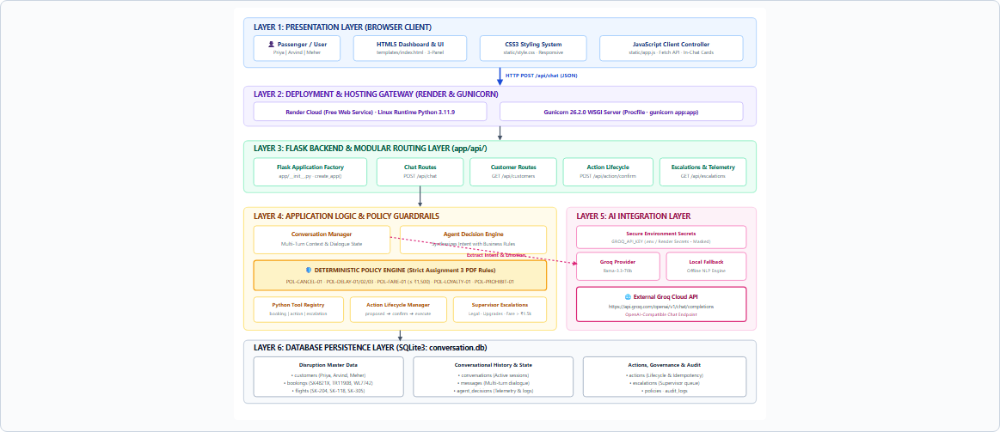 LAYER 1: PRESENTATION LAYER (BROWSER CLIENT)
Passenger / User
Priya | Arvind | Meher
HTML5 Dashboard & UI
templates/index.html · 3-Panel
CSS3 Styling System
static/style.css · Responsive
JavaScript Client Controller
static/app.js · Fetch API · In-Chat Cards
HTTP POST /api/chat (JSON)
LAYER 2: DEPLOYMENT & HOSTING GATEWAY (RENDER & GUNICORN)
Render Cloud (Free Web Service) · Linux Runtime Python 3.11.9
Gunicorn 26.2.0 WSGI Server (Procfile · gunicorn app:app)
LAYER 3: FLASK BACKEND & MODULAR ROUTING LAYER (app/api/)
Flask Application Factory
app/__init__.py · create_app()
Chat Routes
POST /api/chat
Customer Routes
GET /api/customers
Action Lifecycle
POST /api/action/confirm
Escalations & Telemetry
GET /api/escalations
LAYER 4: APPLICATION LOGIC & POLICY GUARDRAILS
Conversation Manager
Multi-Turn Context & Dialogue State
Agent Decision Engine
Synthesizes Intent with Business Rules
Extract Intent & Emotion
DETERMINISTIC POLICY ENGINE (Strict Assignment 3 PDF Rules)
POL-CANCEL-01 · POL-DELAY-01/02/03 · POL-FARE-01 (≤ ₹1,500) · POL-LOYALTY-01 · POL-PROHIBIT-01
Python Tool Registry
booking | action | escalation
Action Lifecycle Manager
proposed ➔ confirm ➔ execute
Supervisor Escalations
Legal · Upgrades · Fare > ₹1.5k
LAYER 5: AI INTEGRATION LAYER
Secure Environment Secrets
GROQ_API_KEY (.env / Render Secrets - Masked)
Groq Provider
llama-3.3-70b
Local Fallback
Offline NLP Engine
External Groq Cloud API
https://api.groq.com/openai/v1/chat/completions
OpenAI-Compatible Chat Endpoint
LAYER 6: DATABASE PERSISTENCE LAYER (SQLite3: conversation.db)
Disruption Master Data
• customers (Priya, Arvind, Meher)
• bookings (SK4821X, TR1190B, WL7742)
• flights (SK-204, SK-118, SK-305)
Conversational History & State
• conversations (Active sessions)
• messages (Multi-turn dialogue)
• agent_decisions (Telemetry & logs)
Actions, Governance & Audit
• actions (Lifecycle & Idempotency)
• escalations (Supervisor queue)
• policies · audit_logs